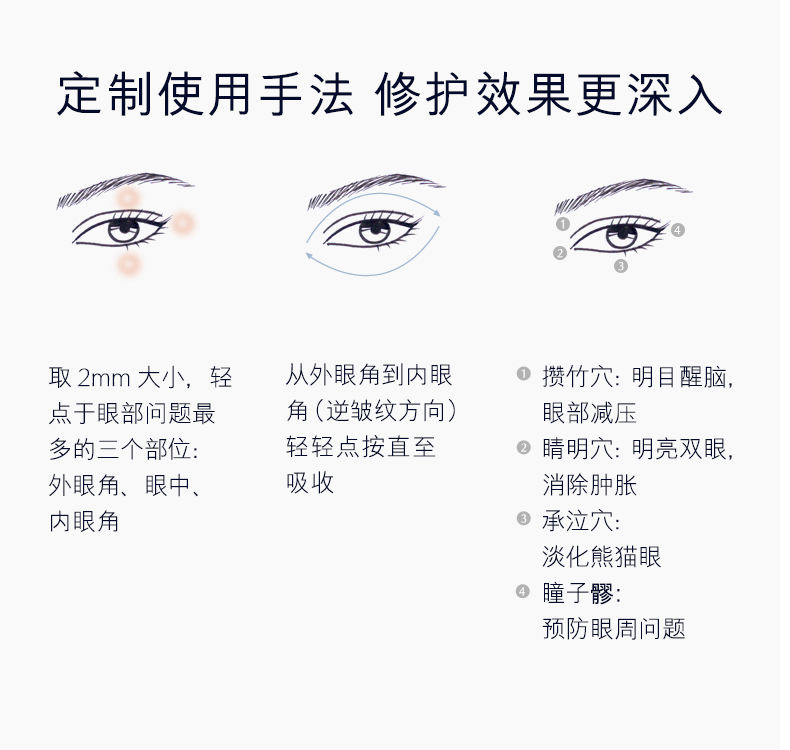 定制使用手法 修护效果更深入
1
2
3
4
取 2mm 大小，轻
点于眼部问题最
多的三个部位：
外眼角、眼中、
内眼角
从外眼角到内眼
角（逆皱纹方向）
轻轻点按直至
吸收
1 攒竹穴：明目醒脑，
眼部减压
2 睛明穴：明亮双眼，
消除肿胀
3 承泣穴：
淡化熊猫眼
4 瞳子髎：
预防眼周问题